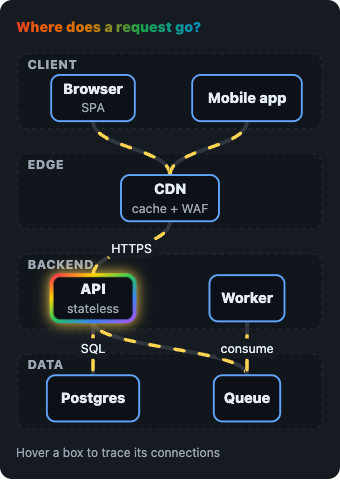 Where does a request go?
CLIENT
Browser
SPA
Mobile app
EDGE
CDN
cache + WAF
HTTPS
BACKEND
API
stateless
Worker
SQL
consume
DATA
Postgres
Queue
Hover a box to trace its connections